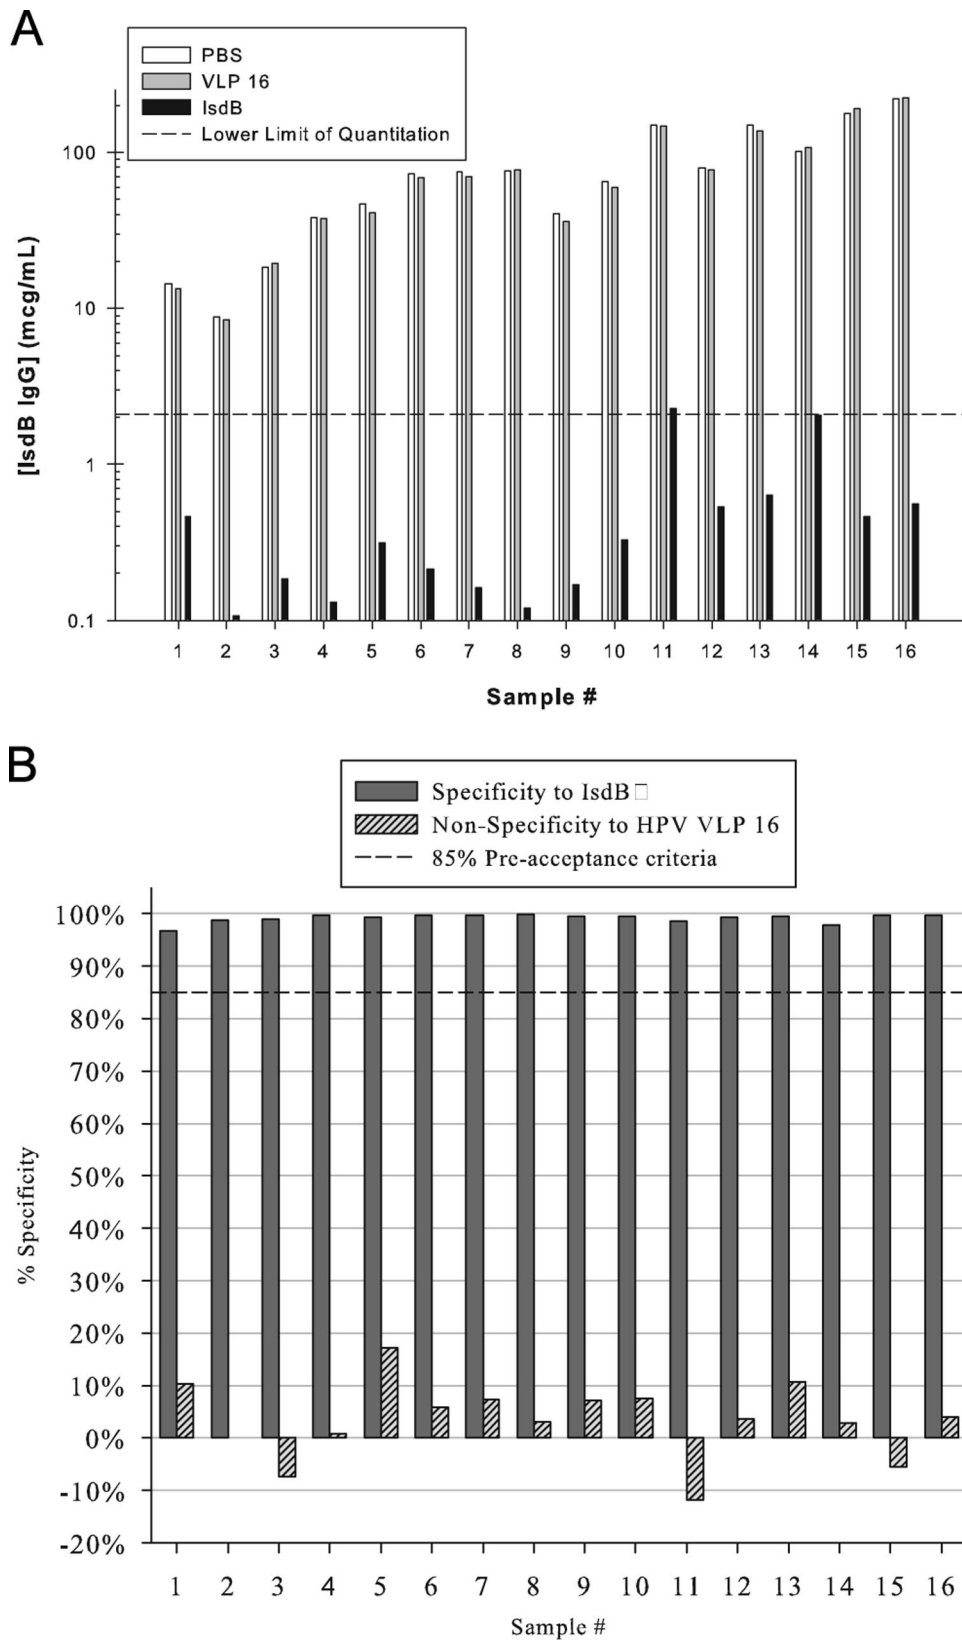 A
PBS
VLP 16
IsdB
Lower Limit of Quantitation
100
10
1
0.1
[IsdB IgG] (mcg/mL)
1 2 3 4 5 6 7 8 9 10 11 12 13 14 15 16
Sample #
B
Specificity to IsdB□
Non-Specificity to HPV VLP 16
85% Pre-acceptance criteria
100%
90%
80%
70%
60%
50%
40%
30%
20%
10%
0%
-10%
-20%
% Specificity
1 2 3 4 5 6 7 8 9 10 11 12 13 14 15 16
Sample #